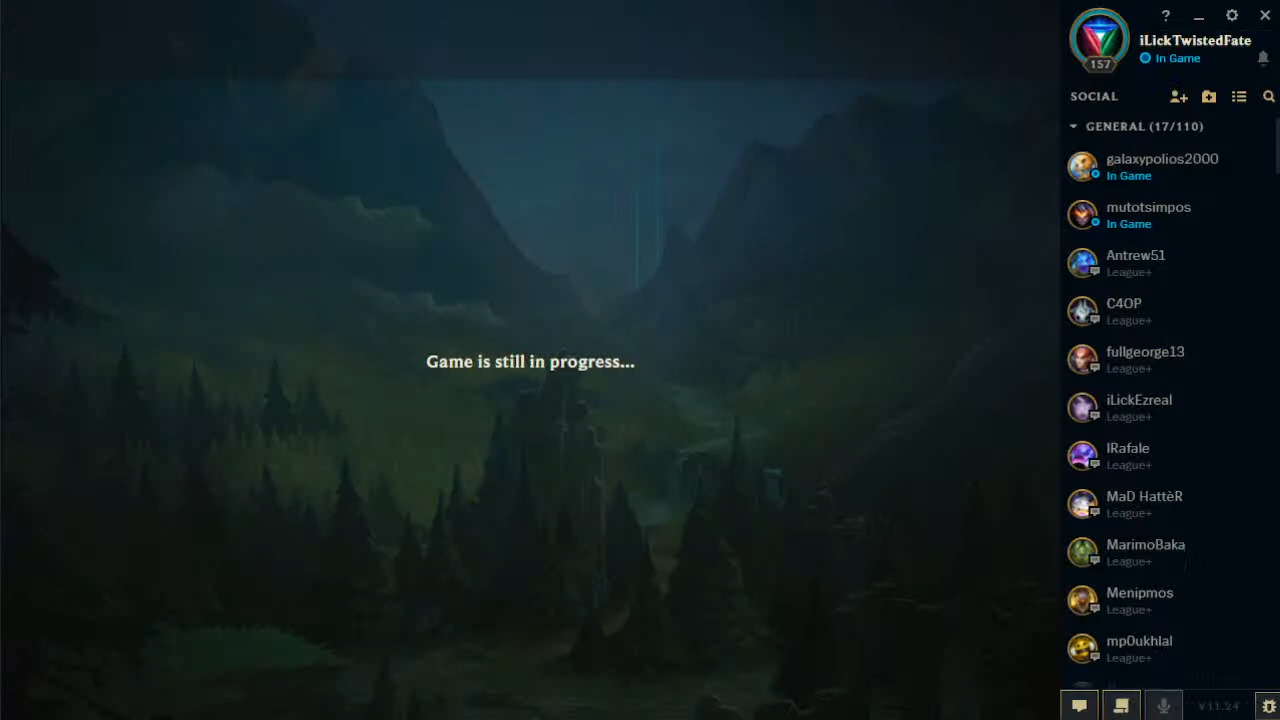 ?
iLickTwistedFate
157
In Game
SOCIAL
GENERAL (17/110)
galaxypolios2000
In Game
mutotsimpos
In Game
Antrew51
League+
C4OP
League+
fullgeorge13
League+
iLickEzreal
League+
IRafale
League+
MaD HattèR
League+
MarimoBaka
League+
Menipmos
League+
mp0ukhlal
League+
V11.24
Game is still in progress...